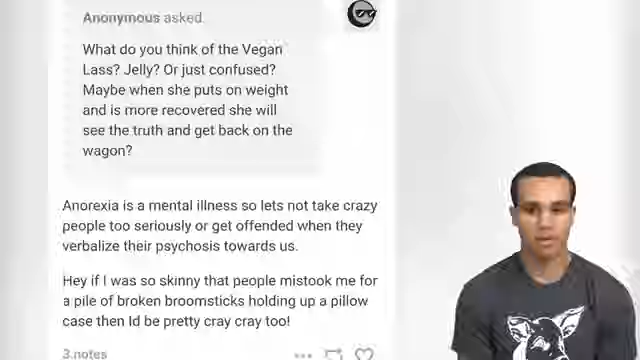 Anonymous asked
What do you think of the Vegan
Lass? Jelly? Or just confused?
Maybe when she puts on weight
and is more recovered she will
see the truth and get back on the
wagon?
Anorexia is a mental illness so lets not take crazy
people too seriously or get offended when they
verbalize their psychosis towards us.
Hey if I was so skinny that people mistook me for
a pile of broken broomsticks holding up a pillow
case then Id be pretty cray cray too!
3 notes